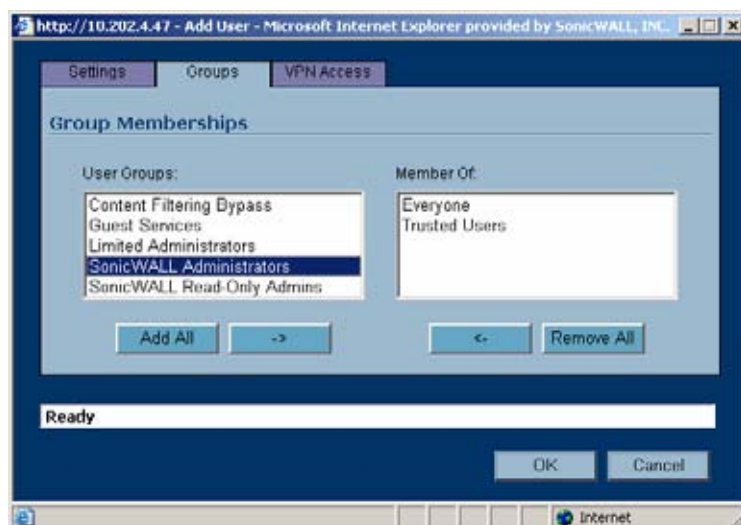 http://10.202.4.47 - Add User - Microsoft Internet Explorer provided by SonicWALL, INC.
Settings
Groups
VPN Access
Group Memberships
User Groups:
Member Of:
Content Filtering Bypass
Guest Services
Limited Administrators
SonicWALL Administrators
SonicWALL Read-Only Admins
Everyone
Trusted Users
Add All
->
<-
Remove All
Ready
OK
Cancel
Internet